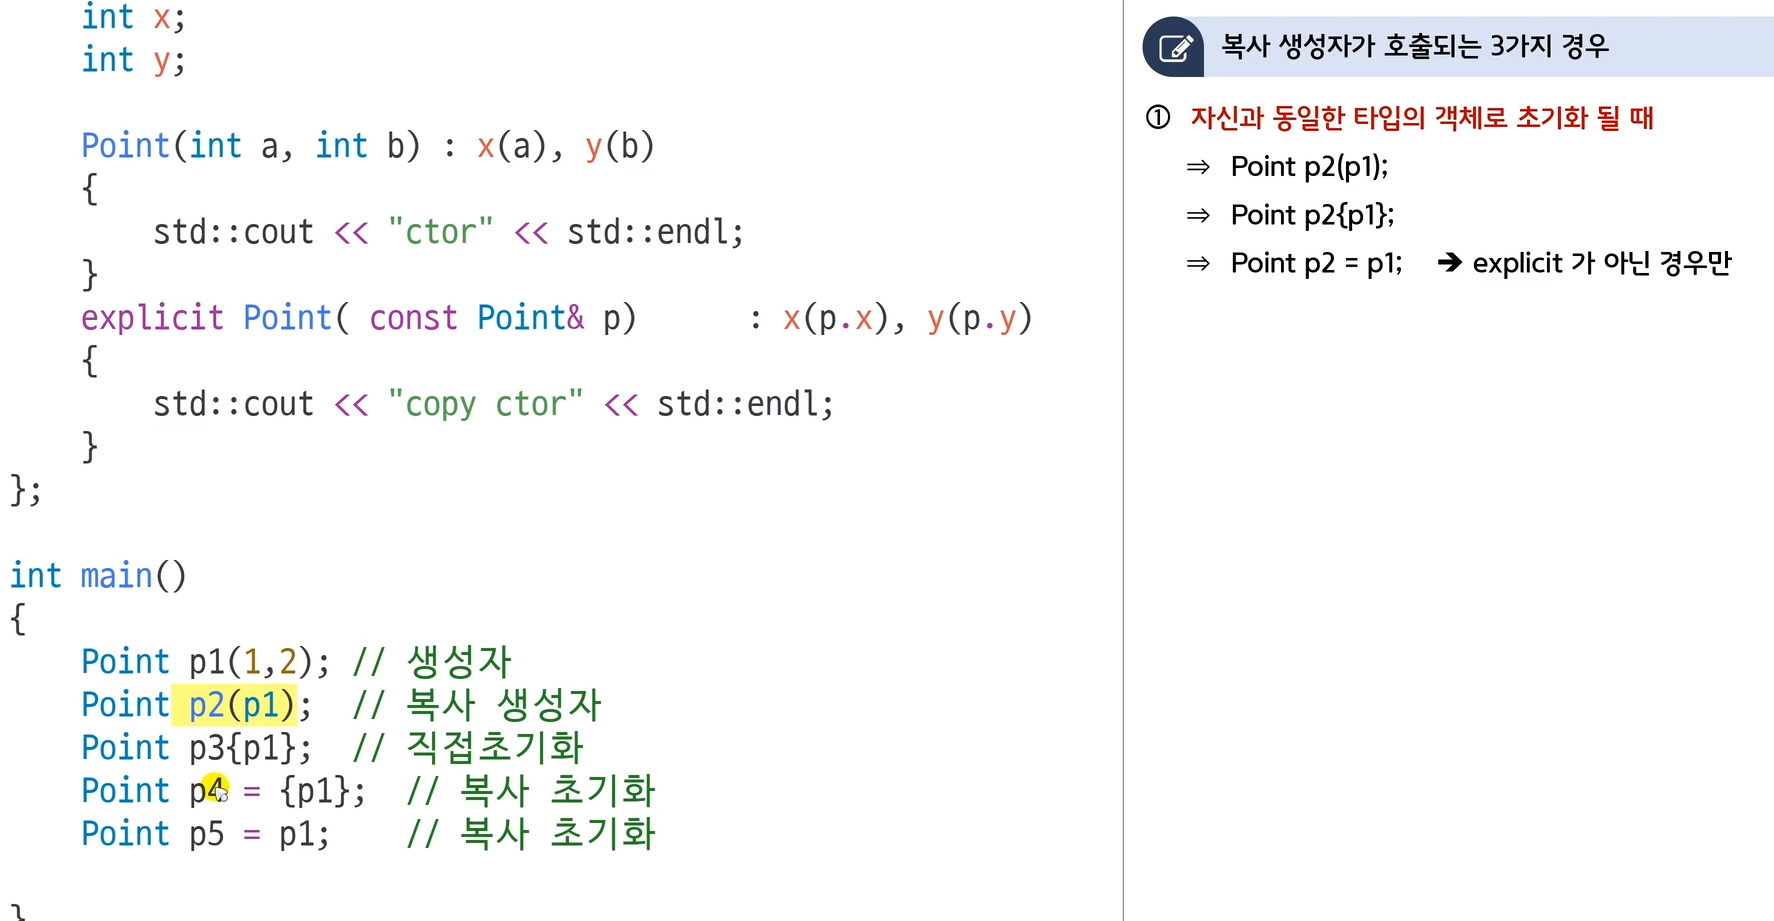 int x;
int y;
Point(int a, int b) : x(a), y(b)
{
std::cout << "ctor" << std::endl;
}
explicit Point( const Point& p) : x(p.x), y(p.y)
{
std::cout << "copy ctor" << std::endl;
}
};
int main()
{
Point p1(1,2); // 생성자
Point p2(p1); // 복사 생성자
Point p3{p1}; // 직접초기화
Point p4 = {p1}; // 복사 초기화
Point p5 = p1; // 복사 초기화
}
복사 생성자가 호출되는 3가지 경우
① 자신과 동일한 타입의 객체로 초기화 될 때
⇒ Point p2(p1);
⇒ Point p2{p1};
⇒ Point p2 = p1; ➔ explicit 가 아닌 경우만